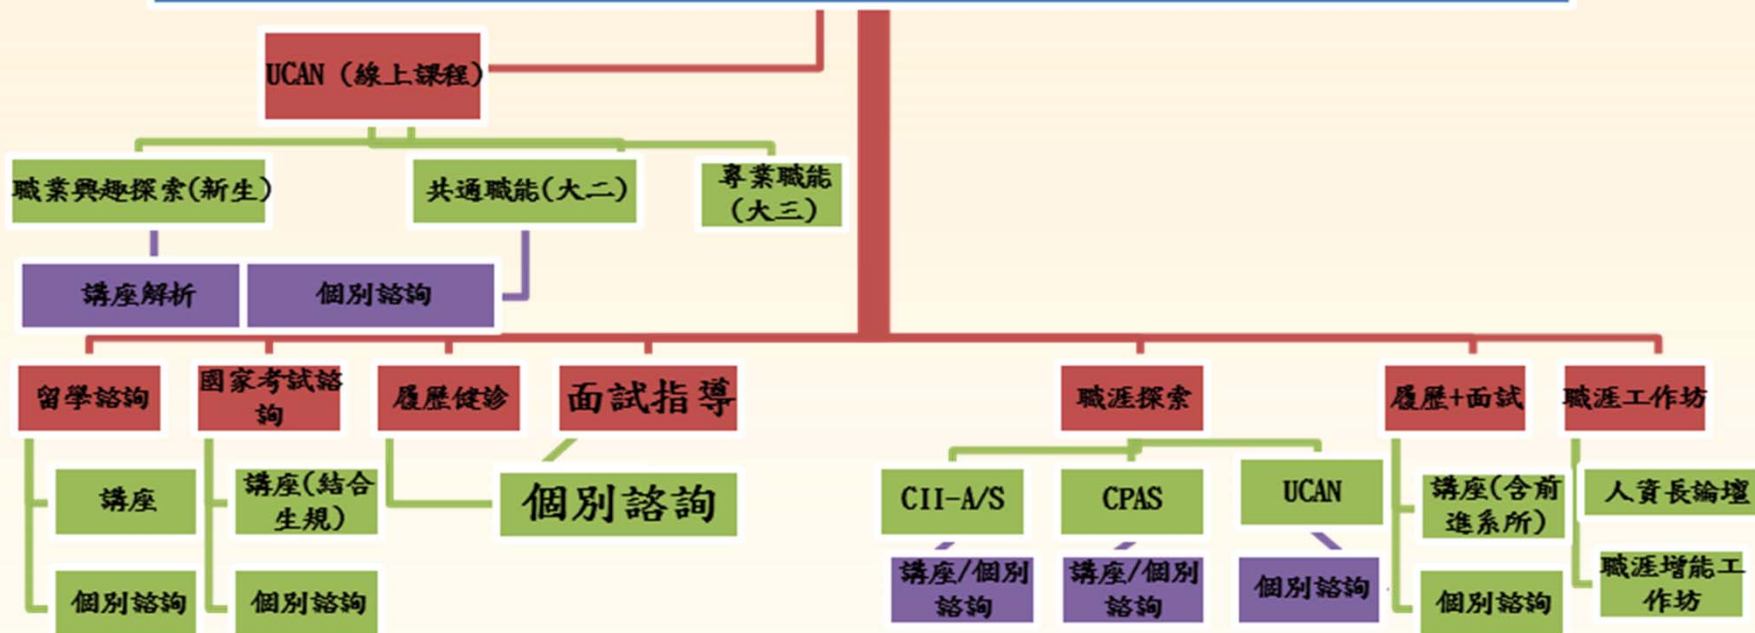 UCAN (線上課程)
職業興趣探索(新生)
共通職能(大二)
專業職能
(大三)
講座解析
個別諮詢
留學諮詢
國家考試諮
詢
履歷健診
面試指導
職涯探索
履歷+面試
職涯工作坊
講座
講座(結合
生規)
個別諮詢
CII-A/S
CPAS
UCAN
講座(含前
進系所)
人資長論壇
個別諮詢
個別諮詢
講座/個別
諮詢
講座/個別
諮詢
個別諮詢
個別諮詢
職涯增能工
作坊